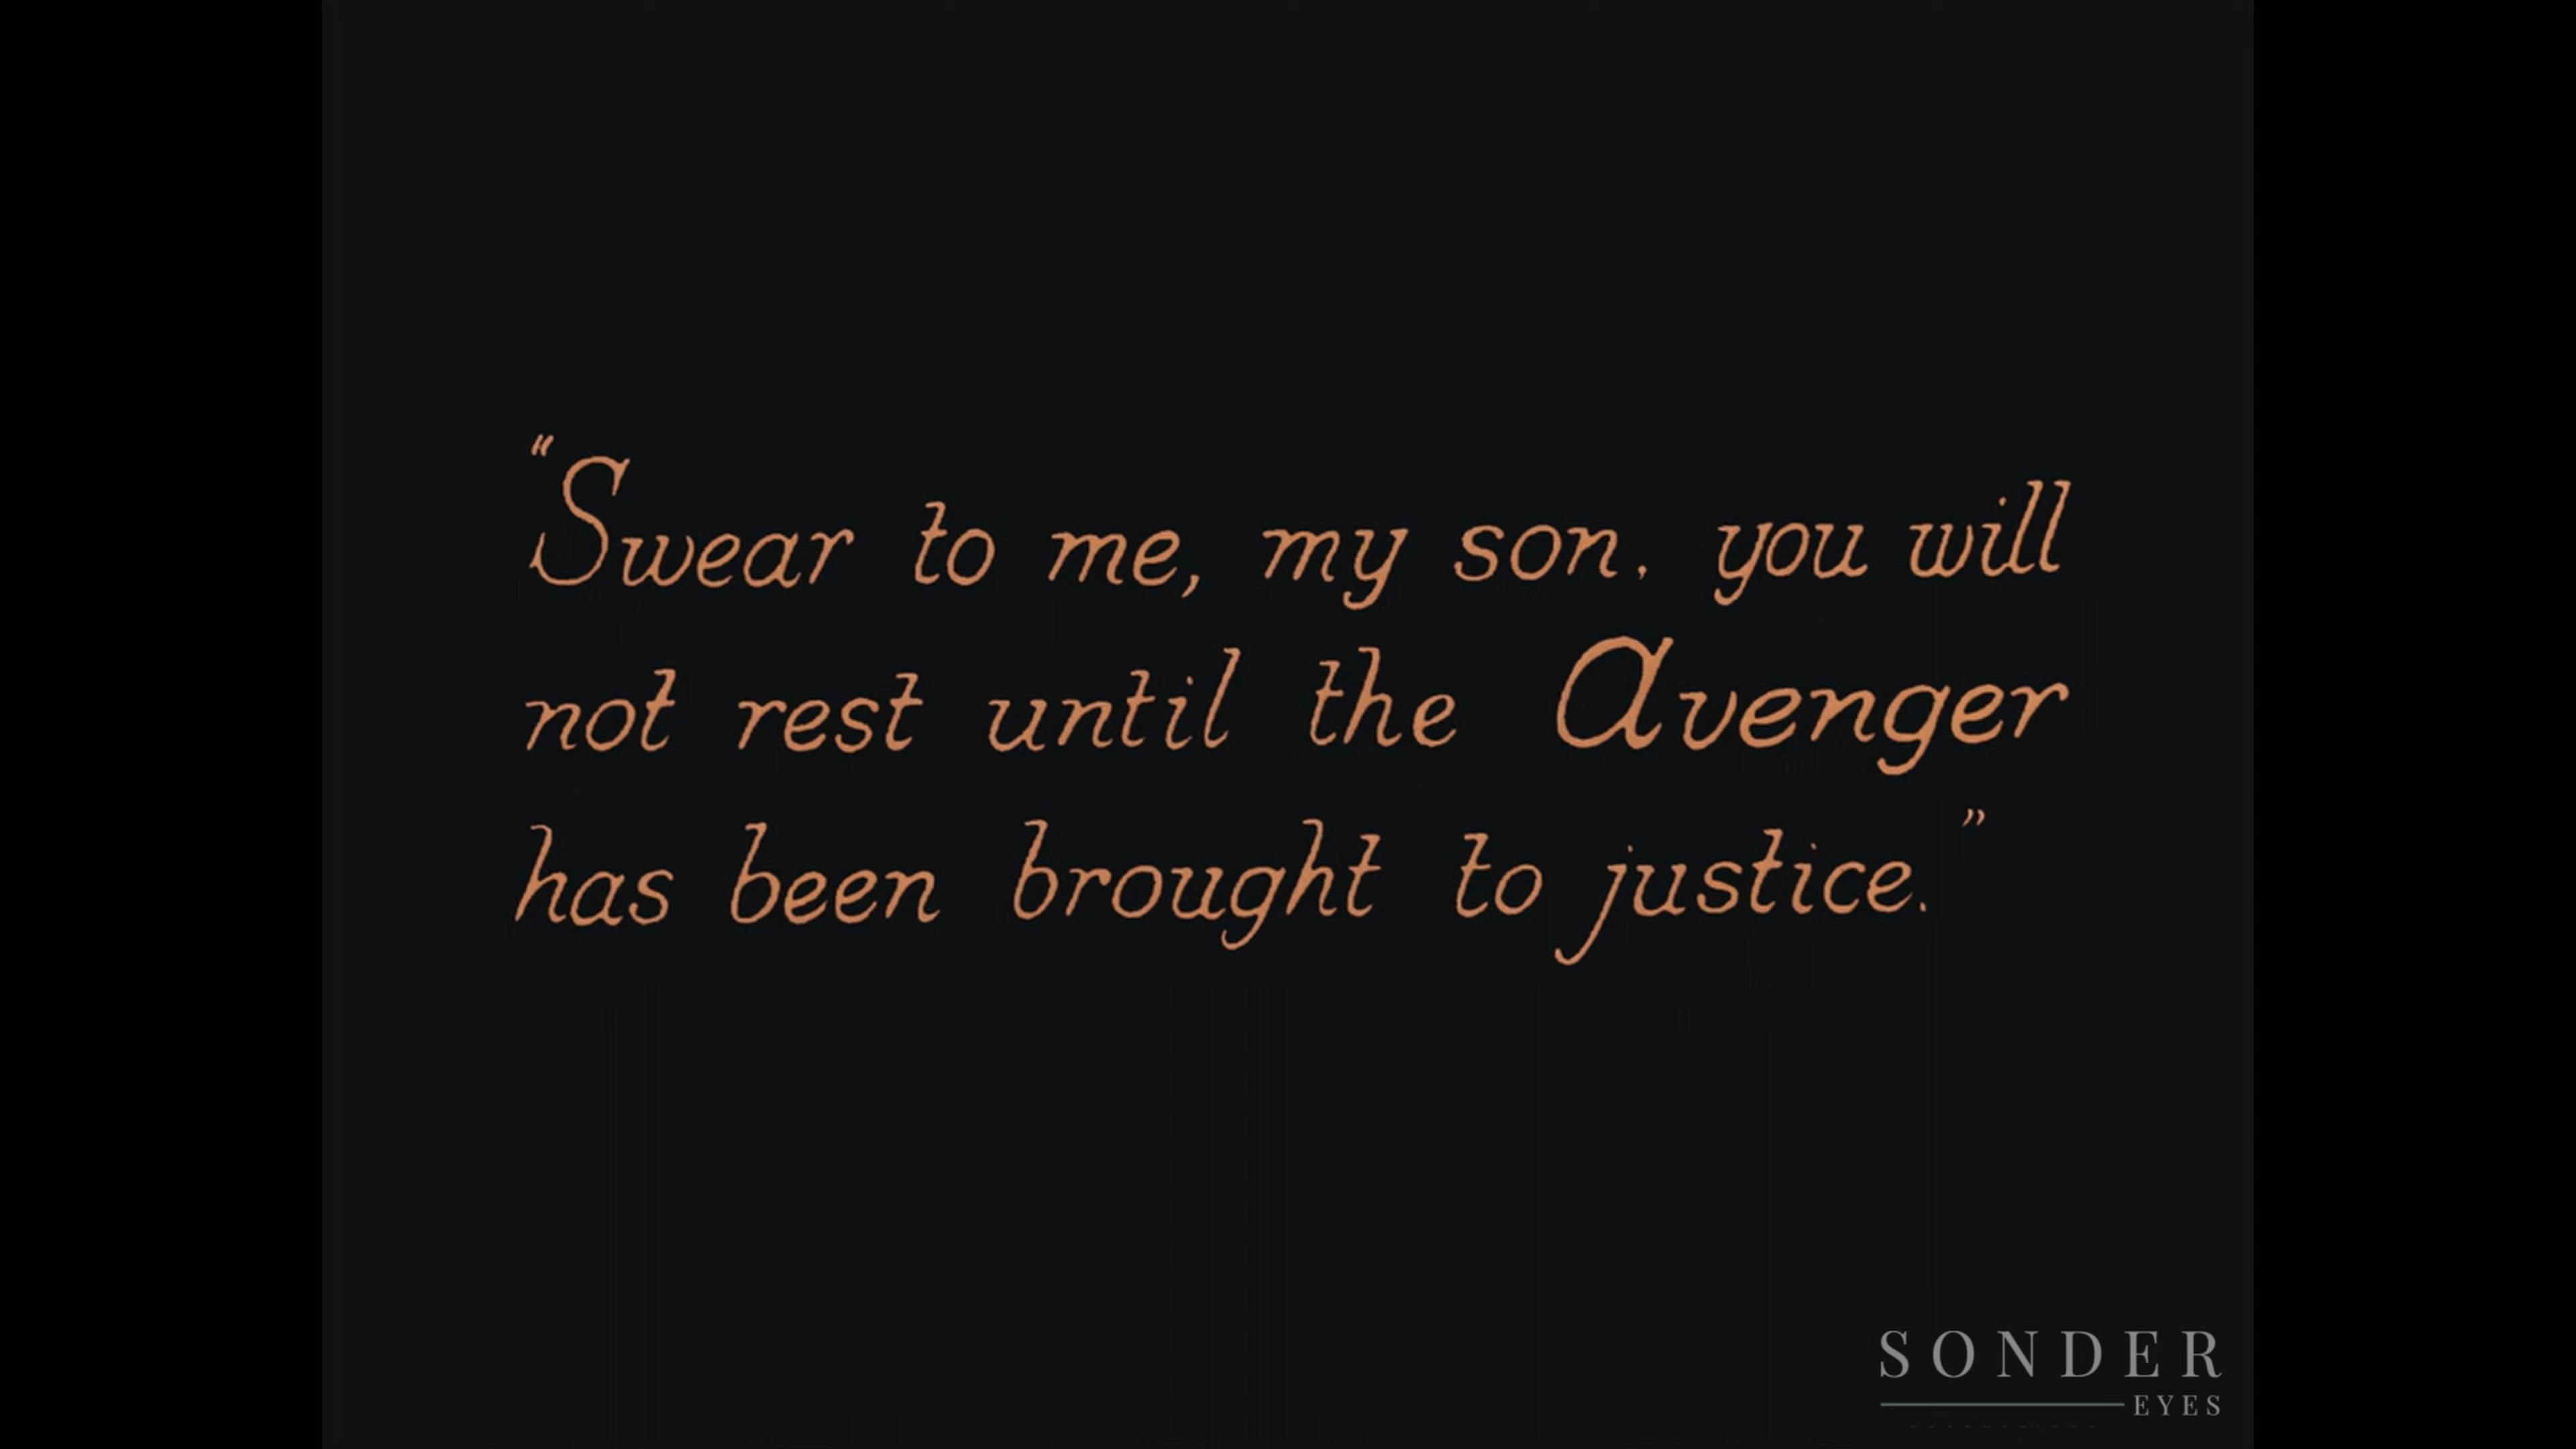 “Swear to me, my son, you will
not rest until the Avenger
has been brought to justice.”
SONDER
EYES